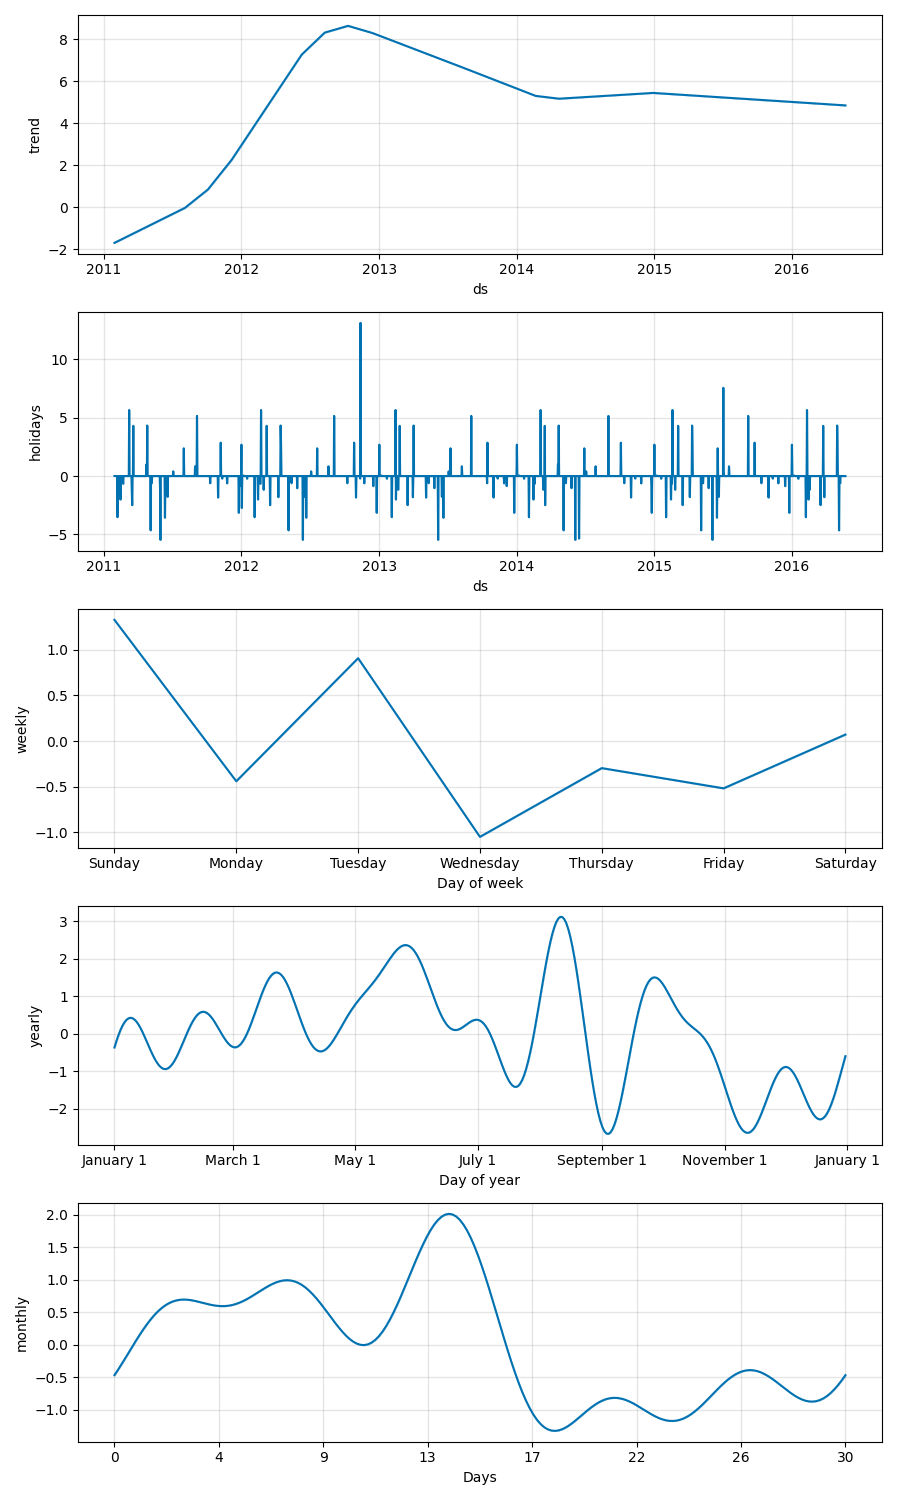 8
6
4
2
0
−2
trend
2011 2012 2013 2014 2015 2016
ds
10
5
0
−5
holidays
2011 2012 2013 2014 2015 2016
ds
1.0
0.5
0.0
−0.5
−1.0
weekly
Sunday Monday Tuesday Wednesday Thursday Friday Saturday
Day of week
3
2
1
0
−1
−2
yearly
January 1 March 1 May 1 July 1 September 1 November 1 January 1
Day of year
2.0
1.5
1.0
0.5
0.0
−0.5
−1.0
monthly
0 4 9 13 17 22 26 30
Days